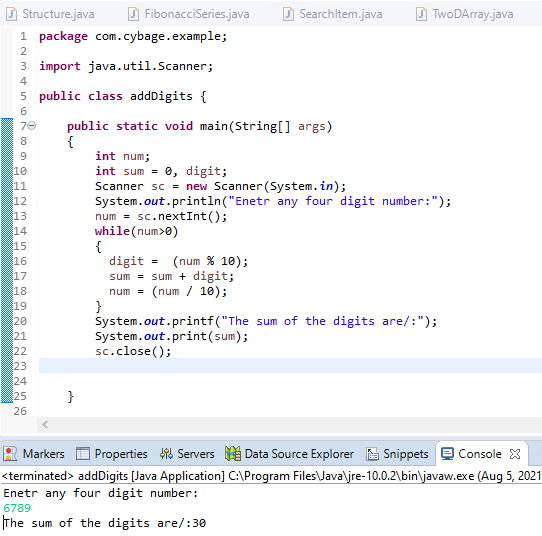 Structure.java FibonacciSeries.java SearchItem.java TwoDArray.java
1 package com.cybage.example;
2
3 import java.util.Scanner;
4
5 public class addDigits {
6
7 public static void main(String[] args)
8 {
9 int num;
10 int sum = 0, digit;
11 Scanner sc = new Scanner(System.in);
12 System.out.println("Enetr any four digit number:");
13 num = sc.nextInt();
14 while(num>0)
15 {
16 digit =  (num % 10);
17 sum = sum + digit;
18 num = (num / 10);
19 }
20 System.out.printf("The sum of the digits are/:");
21 System.out.print(sum);
22 sc.close();
23
24
25 }
26
Markers Properties Servers Data Source Explorer Snippets Console
<terminated> addDigits [Java Application] C:\Program Files\Java\jre-10.0.2\bin\javaw.exe (Aug 5, 2021
Enetr any four digit number:
6789
The sum of the digits are/:30